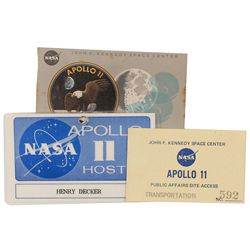 JOHN F. KENNEDY SPACE CENTER
APOLLO 11
NASA
APOLLO
11
HOST
HENRY DECKER
JOHN F. KENNEDY SPACE CENTER
NASA
APOLLO 11
PUBLIC AFFAIRS SITE ACCESS
TRANSPORTATION
NO. 592